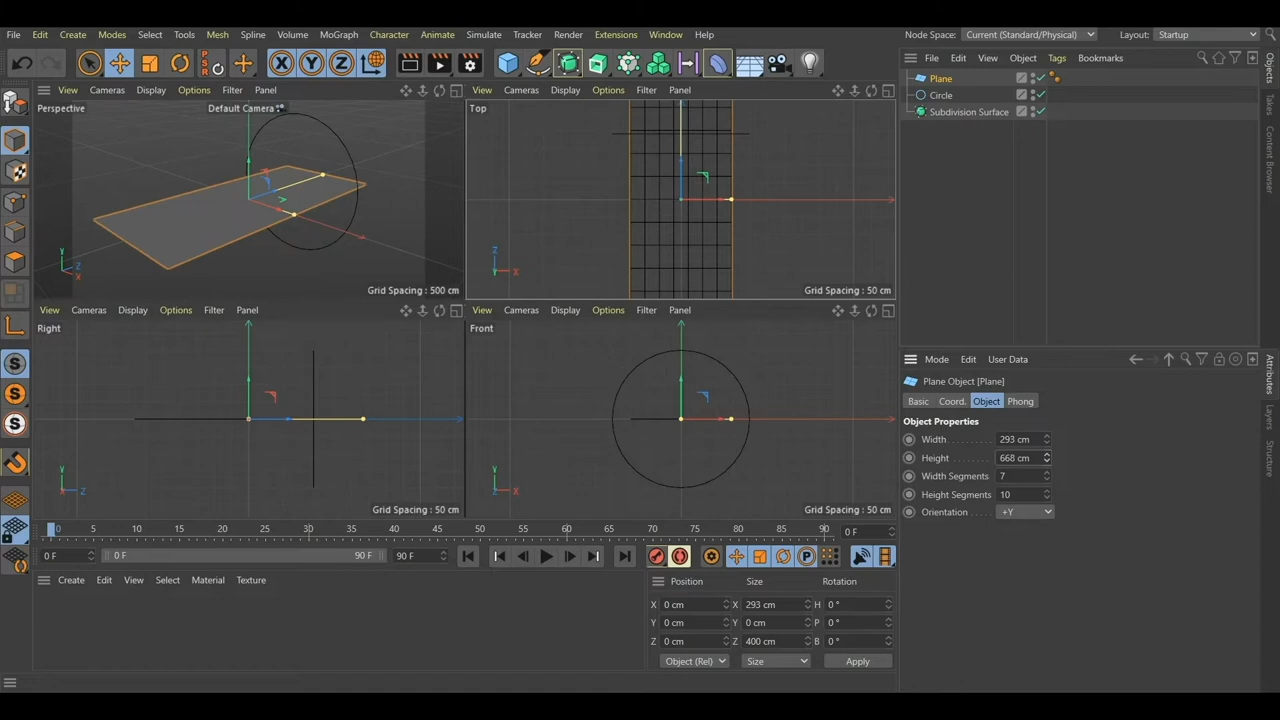 File Edit Create Modes Select Tools Mesh Spline Volume MoGraph Character Animate Simulate Tracker Render Extensions Window Help Node Space: Current (Standard/Physical) Layout: Startup
PSR X Y Z
File Edit View Object Tags Bookmarks
Plane
Circle
Subdivision Surface
View Cameras Display Options Filter Panel
Perspective Default Camera
Y Z X
Grid Spacing : 500 cm
View Cameras Display Options Filter Panel
Top
Z Y X
Grid Spacing : 50 cm
View Cameras Display Options Filter Panel
Right
Y X Z
Grid Spacing : 50 cm
View Cameras Display Options Filter Panel
Front
Y Z X
Grid Spacing : 50 cm
S
S
S
Objects
Takes
Content Browser
Attributes
Layers
Structure
Mode Edit User Data
Plane Object [Plane]
Basic Coord. Object Phong
Object Properties
Width 293 cm
Height 668 cm
Width Segments 7
Height Segments 10
Orientation +Y
0 5 10 15 20 25 30 35 40 45 50 55 60 65 70 75 80 85 90 0 F
0 F 0 F 90 F 90 F P
Create Edit View Select Material Texture
Position Size Rotation
X 0 cm X 293 cm H 0 °
Y 0 cm Y 0 cm P 0 °
Z 0 cm Z 400 cm B 0 °
Object (Rel) Size Apply